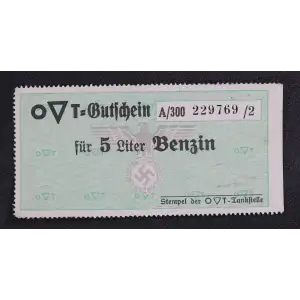 O▽T=Gutschein A/300 229769/2
für 5 Liter Benzin
Stempel der O▽T-Tankstelle